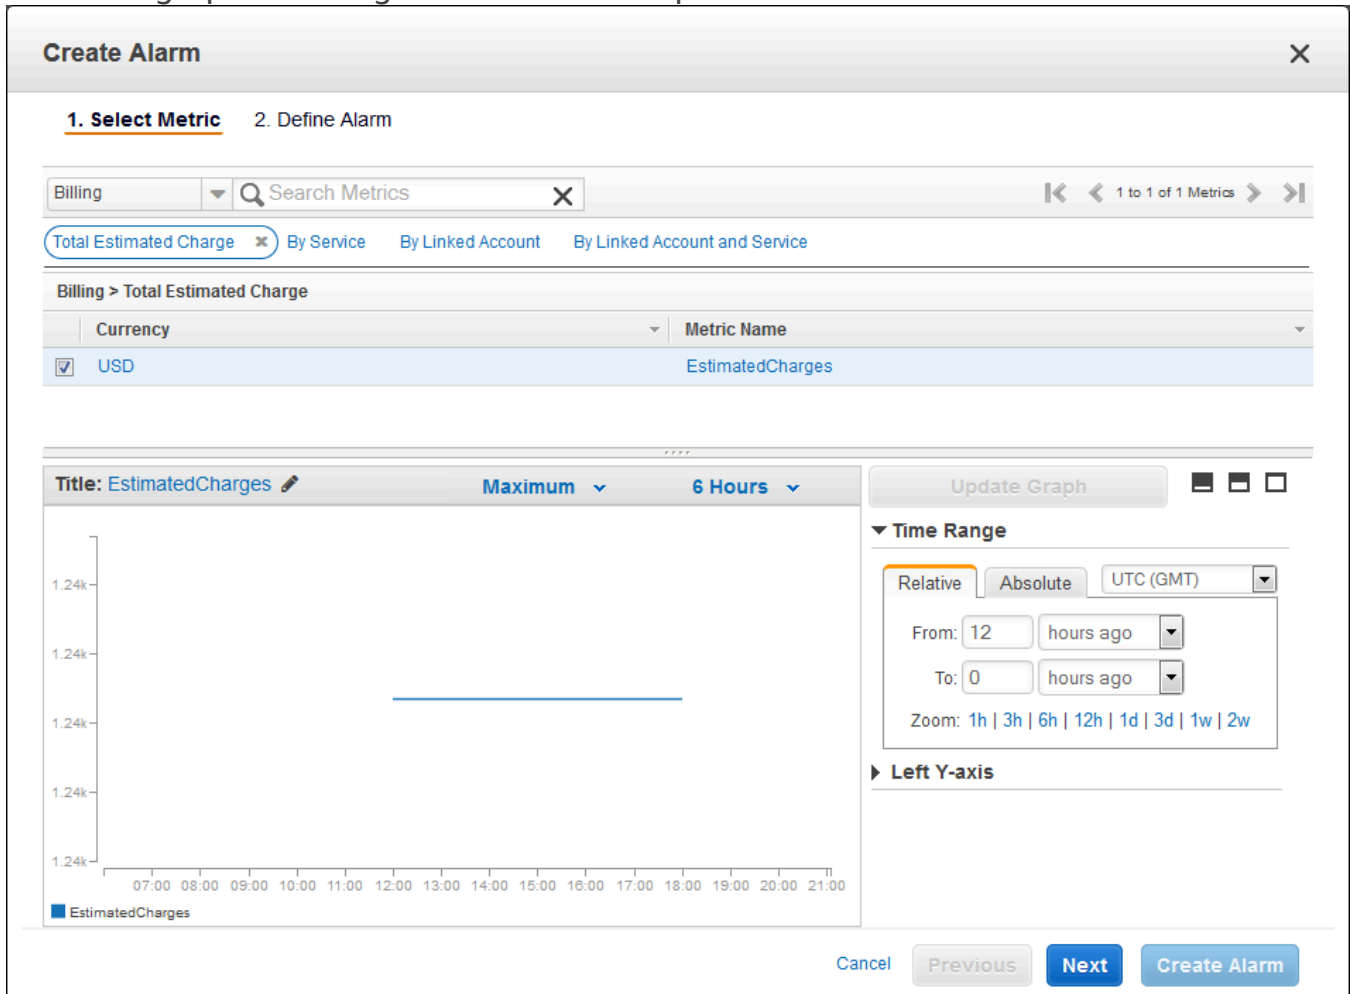 Create Alarm
1. Select Metric 2. Define Alarm
Billing Search Metrics 1 to 1 of 1 Metrics
Total Estimated Charge By Service By Linked Account By Linked Account and Service
Billing > Total Estimated Charge
Currency Metric Name
USD EstimatedCharges
Title: EstimatedCharges Maximum 6 Hours Update Graph
Time Range
Relative Absolute UTC (GMT)
From: 12 hours ago
To: 0 hours ago
Zoom: 1h | 3h | 6h | 12h | 1d | 3d | 1w | 2w
Left Y-axis
1.24k
1.24k
1.24k
1.24k
1.24k
07:00 08:00 09:00 10:00 11:00 12:00 13:00 14:00 15:00 16:00 17:00 18:00 19:00 20:00 21:00
EstimatedCharges
Cancel Previous Next Create Alarm